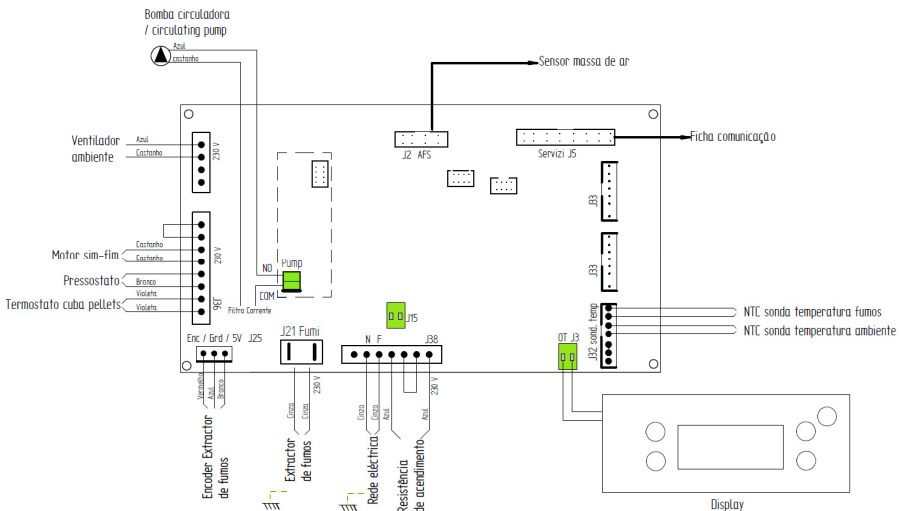 Bomba circuladora
/ circulating pump
Azul
castanho
Sensor massa de ar
Ventilador
ambiente
Azul
Castanho
230 V
J2 AFS
Servizi J5
Ficha comunicação
J33
J33
Motor sim-fím
Castanho
Castanho
230 V
Pressostato
Branco
Termostato cuba pellets
Violeta
Violeta
J36
NO
Pump
COM
Filtro Corrente
J15
Enc / Grd / 5V J25
J21 Fumi
N F
J38
OT J3
J32 sond. temp
NTC sonda temperatura fumos
NTC sonda temperatura ambiente
Vermelho
Azul
Branco
Encoder Extractor
de fumos
Cinza
Cinza
230 V
Extractor
de fumos
Cinza
Cinza
Azul
Azul
230 V
Rede eléctrica
Resistência
de acendimento
Display